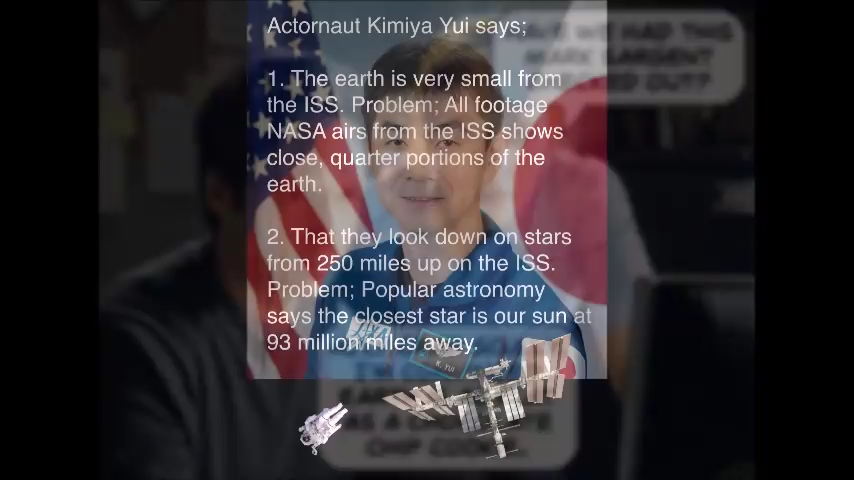 Actornaut Kimiya Yui says;
1. The earth is very small from
the ISS. Problem; All footage
NASA airs from the ISS shows
close, quarter portions of the
earth.
2. That they look down on stars
from 250 miles up on the ISS.
Problem; Popular astronomy
says the closest star is our sun at
93 million miles away.
K. YUI